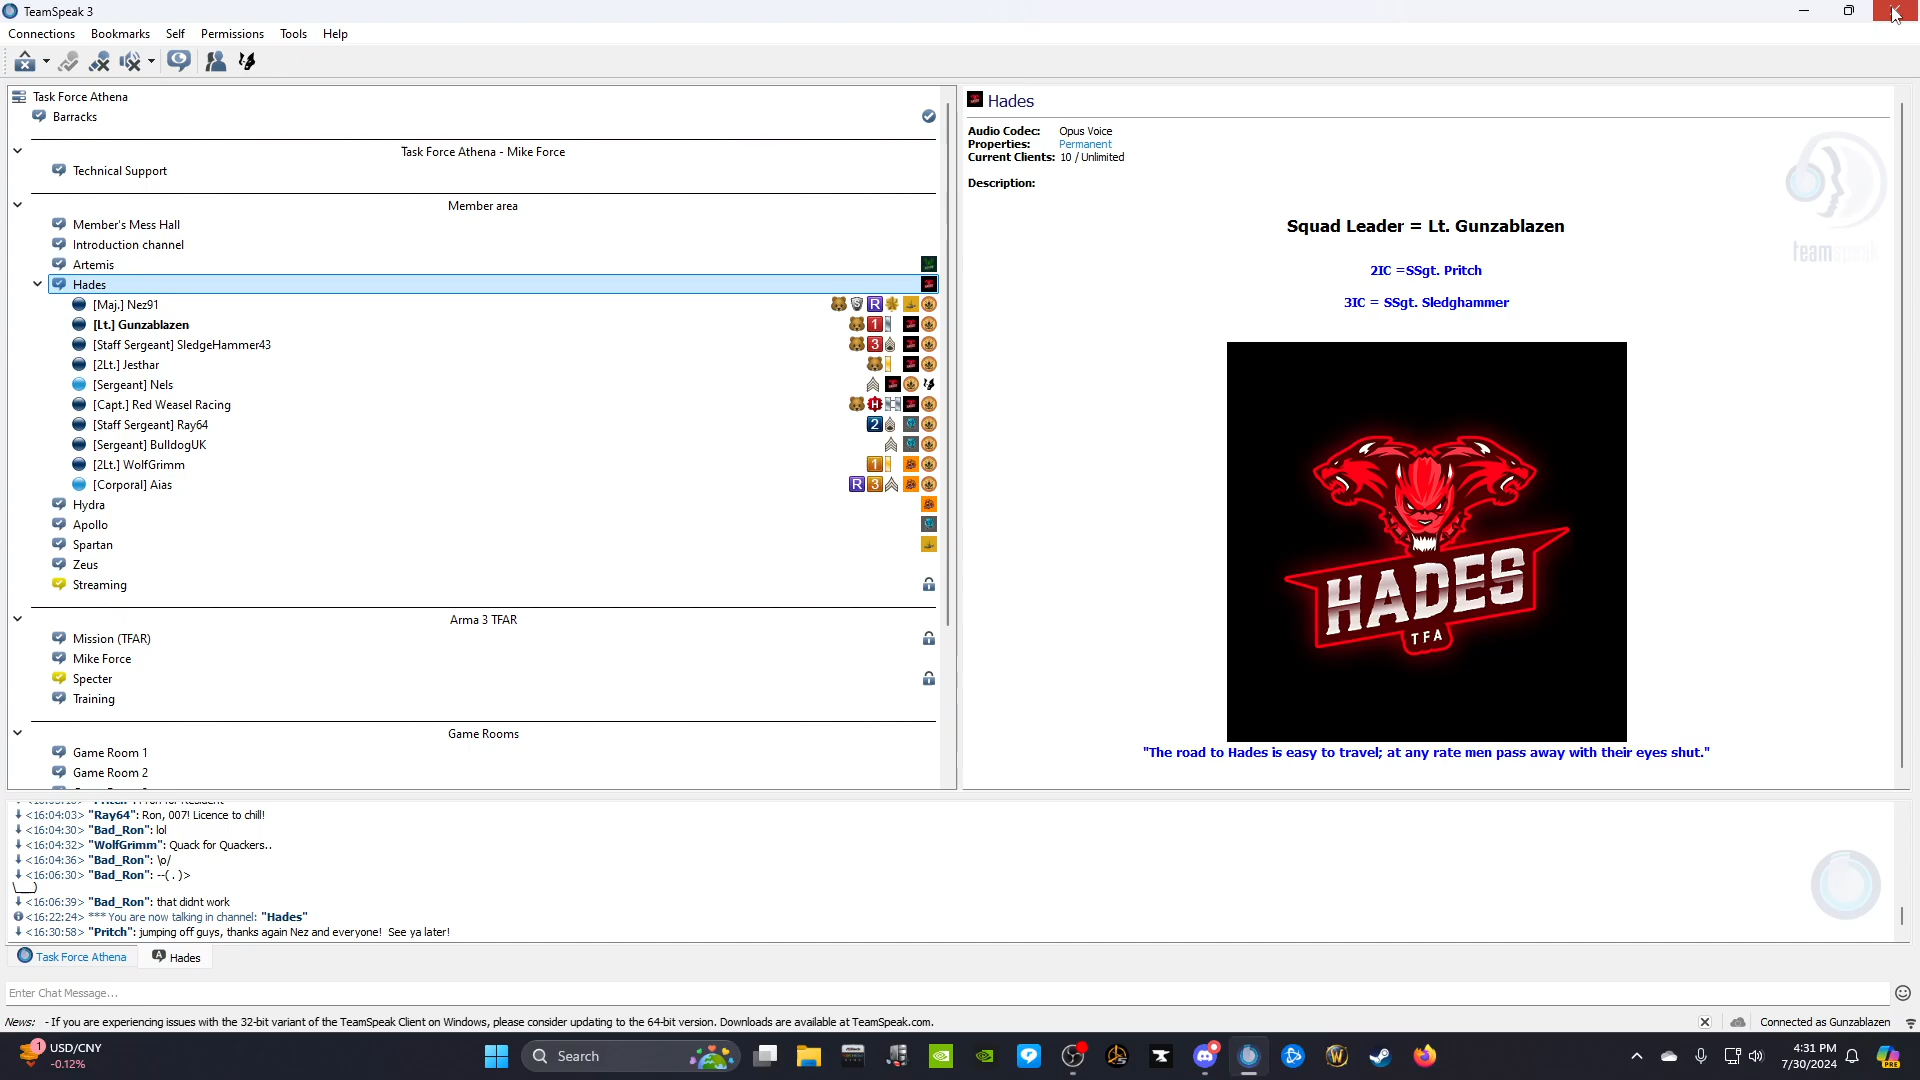 TeamSpeak 3
Connections Bookmarks Self Permissions Tools Help
Task Force Athena
Barracks
Task Force Athena - Mike Force
Technical Support
Member area
Member's Mess Hall
Introduction channel
Artemis
Hades
[Maj.] Nez91
[Lt.] Gunzablazen
[Staff Sergeant] SledgeHammer43
[2Lt.] Jesthar
[Sergeant] Nels
[Capt.] Red Weasel Racing
[Staff Sergeant] Ray64
[Sergeant] BulldogUK
[2Lt.] WolfGrimm
[Corporal] Aias
Hydra
Apollo
Spartan
Zeus
Streaming
Arma 3 TFAR
Mission (TFAR)
Mike Force
Specter
Training
Game Rooms
Game Room 1
Game Room 2
Hades
Audio Codec: Opus Voice
Properties: Permanent
Current Clients: 10 / Unlimited
Description:
teamspeak
Squad Leader = Lt. Gunzablazen
2IC =SSgt. Pritch
3IC = SSgt. Sledghammer
HADES
TFA
"The road to Hades is easy to travel; at any rate men pass away with their eyes shut."
<16:04:03> "Ray64": Ron, 007! Licence to chill!
<16:04:30> "Bad_Ron": lol
<16:04:32> "WolfGrimm": Quack for Quackers..
<16:04:36> "Bad_Ron": \o/
<16:06:30> "Bad_Ron": --( . )>
\___)
<16:06:39> "Bad_Ron": that didnt work
<16:22:24> *** You are now talking in channel: "Hades"
<16:30:58> "Pritch": jumping off guys, thanks again Nez and everyone! See ya later!
Task Force Athena Hades
Enter Chat Message...
News: - If you are experiencing issues with the 32-bit variant of the TeamSpeak Client on Windows, please consider updating to the 64-bit version. Downloads are available at TeamSpeak.com.
Connected as Gunzablazen
1
USD/CNY
-0.12%
Search
4:31 PM
7/30/2024